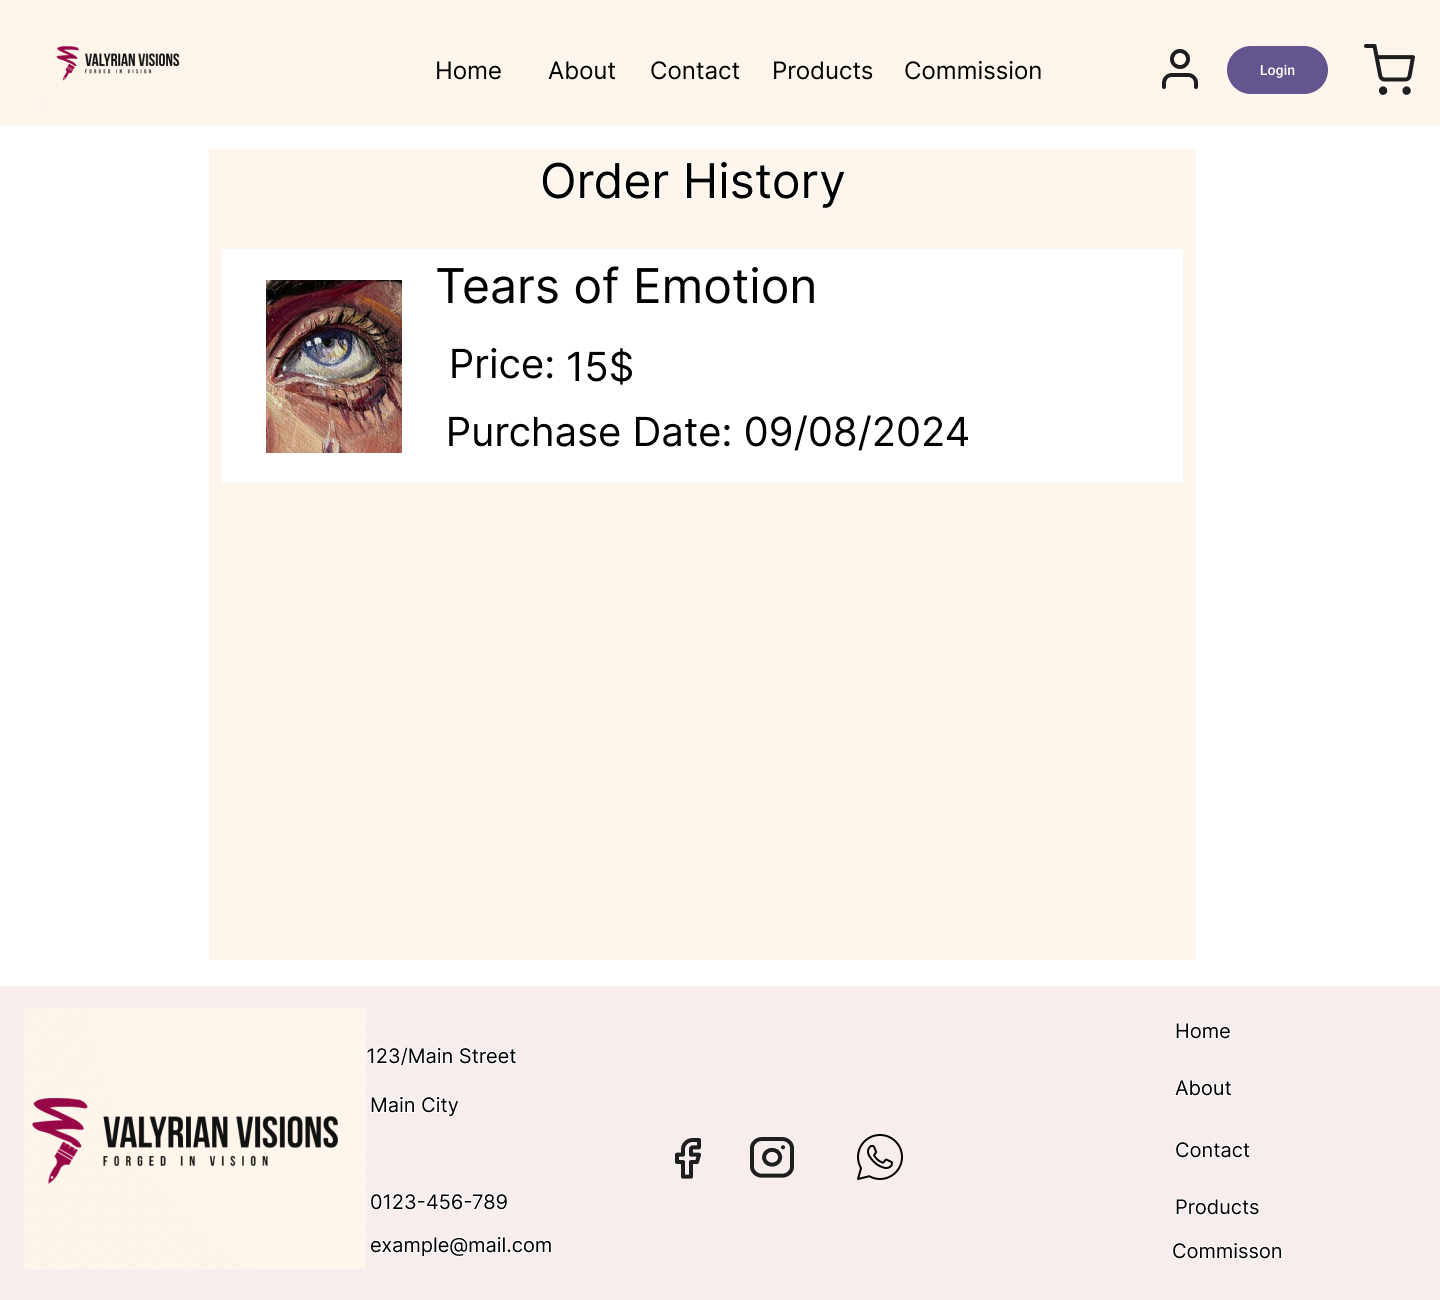 VALYRIAN VISIONS
FORGED IN VISION
Home About Contact Products Commission
Login
Order History
Tears of Emotion
Price: 15$
Purchase Date: 09/08/2024
VALYRIAN VISIONS
FORGED IN VISION
123/Main Street
Main City
0123-456-789
example@mail.com
Home
About
Contact
Products
Commisson